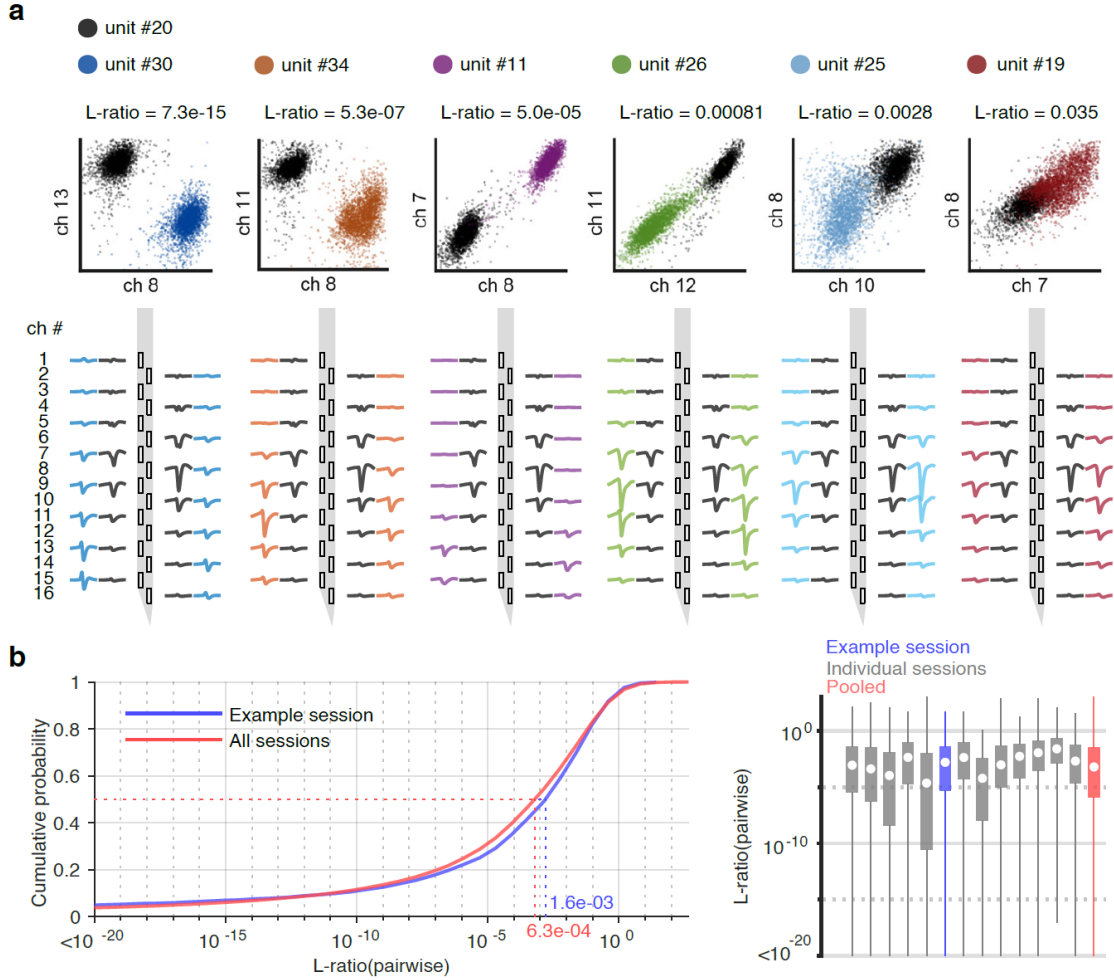 a
unit #20
unit #30 unit #34 unit #11 unit #26 unit #25 unit #19
L-ratio = 7.3e-15 L-ratio = 5.3e-07 L-ratio = 5.0e-05 L-ratio = 0.00081 L-ratio = 0.0028 L-ratio = 0.035
ch 13 ch 11 ch 7 ch 11 ch 8 ch 8
ch 8 ch 8 ch 8 ch 12 ch 10 ch 7
ch #
1
2
3
4
5
6
7
8
9
10
11
12
13
14
15
16
b
Cumulative probability
1
0.8
0.6
0.4
0.2
0
Example session
All sessions
1.6e-03
6.3e-04
<10 -20 10 -15 10 -10 10 -5 10 0
L-ratio(pairwise)
Example session
Individual sessions
Pooled
L-ratio(pairwise)
10 0
10 -10
<10 -20